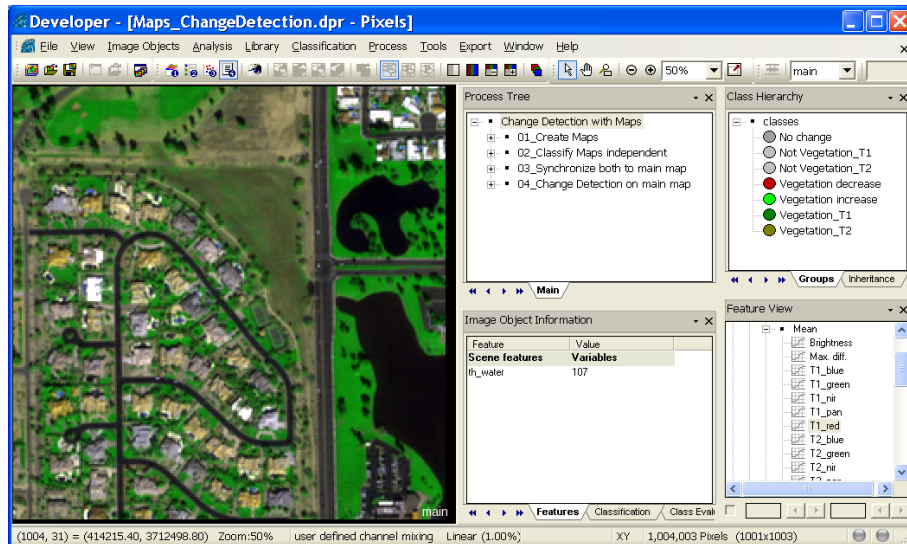 Developer - [Maps_ChangeDetection.dpr - Pixels]
File View Image Objects Analysis Library Classification Process Tools Export Window Help
50% main
Process Tree
Change Detection with Maps
01_Create Maps
02_Classify Maps independent
03_Synchronize both to main map
04_Change Detection on main map
Main
Class Hierarchy
classes
No change
Not Vegetation_T1
Not Vegetation_T2
Vegetation decrease
Vegetation increase
Vegetation_T1
Vegetation_T2
Groups Inheritance
Image Object Information
Feature Value
Scene features Variables
th_water 107
Features Classification Class Eval
Feature View
Mean
Brightness
Max. diff.
T1_blue
T1_green
T1_nir
T1_pan
T1_red
T2_blue
T2_green
T2_nir
main
(1004, 31) = (414215.40, 3712498.80) Zoom:50% user defined channel mixing Linear (1.00%) XY 1,004,003 Pixels (1001x1003)